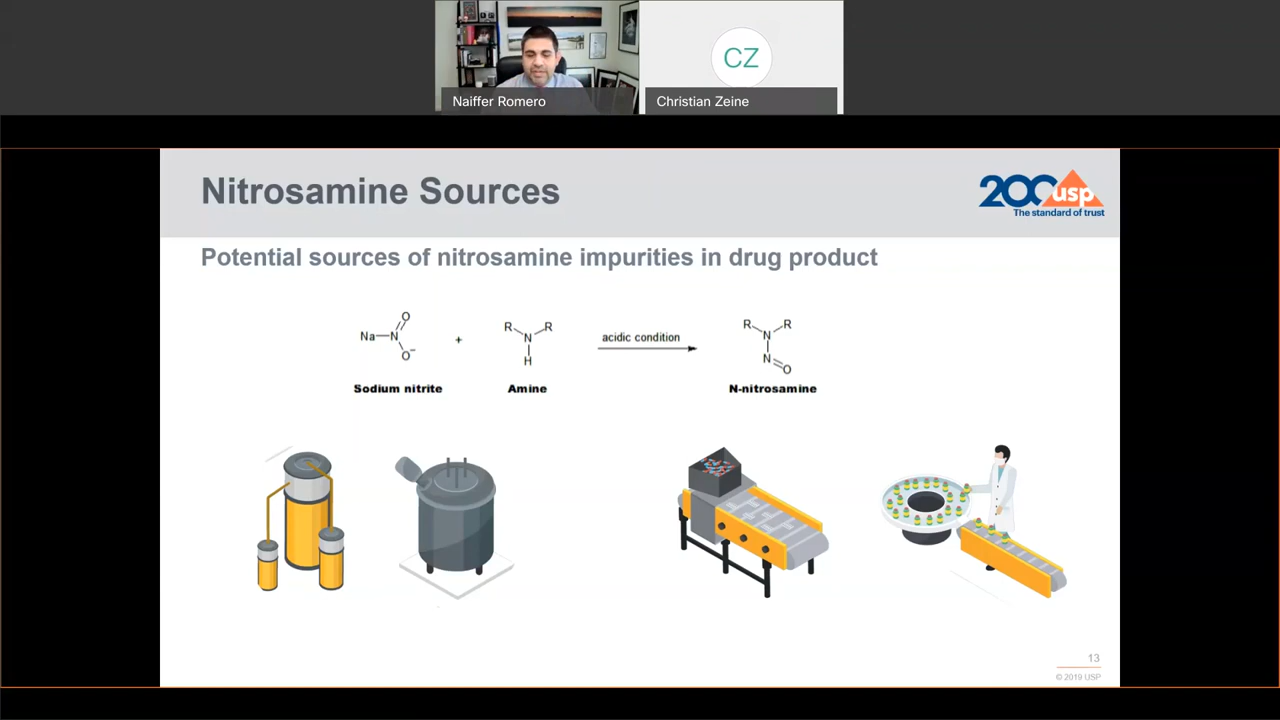 CZ
Naiffer Romero
Christian Zeine
Nitrosamine Sources
200 usp
The standard of trust
Potential sources of nitrosamine impurities in drug product
Na N O O⁻
+
R N R H
acidic condition
R N R N O
Sodium nitrite
Amine
N-nitrosamine
13
© 2019 USP